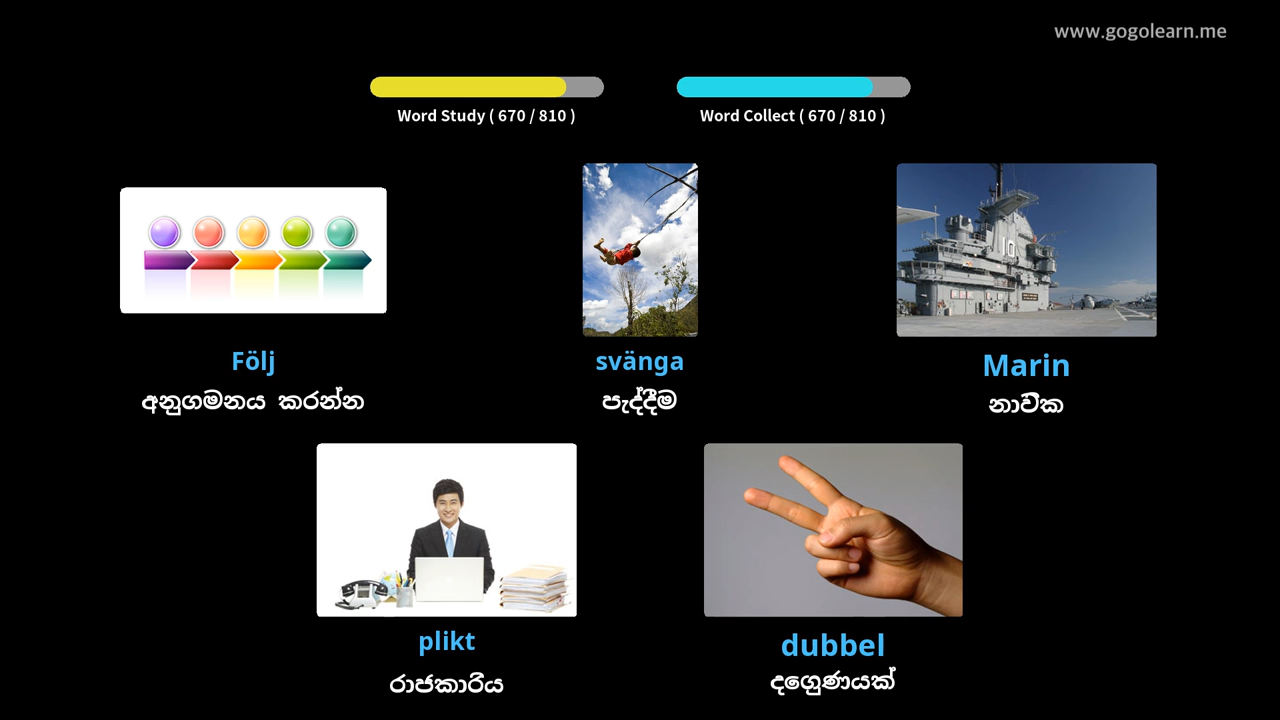 www.gogolearn.me
Word Study ( 670 / 810 )
Word Collect ( 670 / 810 )
Följ
svänga
Marin
අනුගමනය කරන්න
පැද්දීම
නාවික
plikt
dubbel
රාජකාරිය
දෙගුණයක්